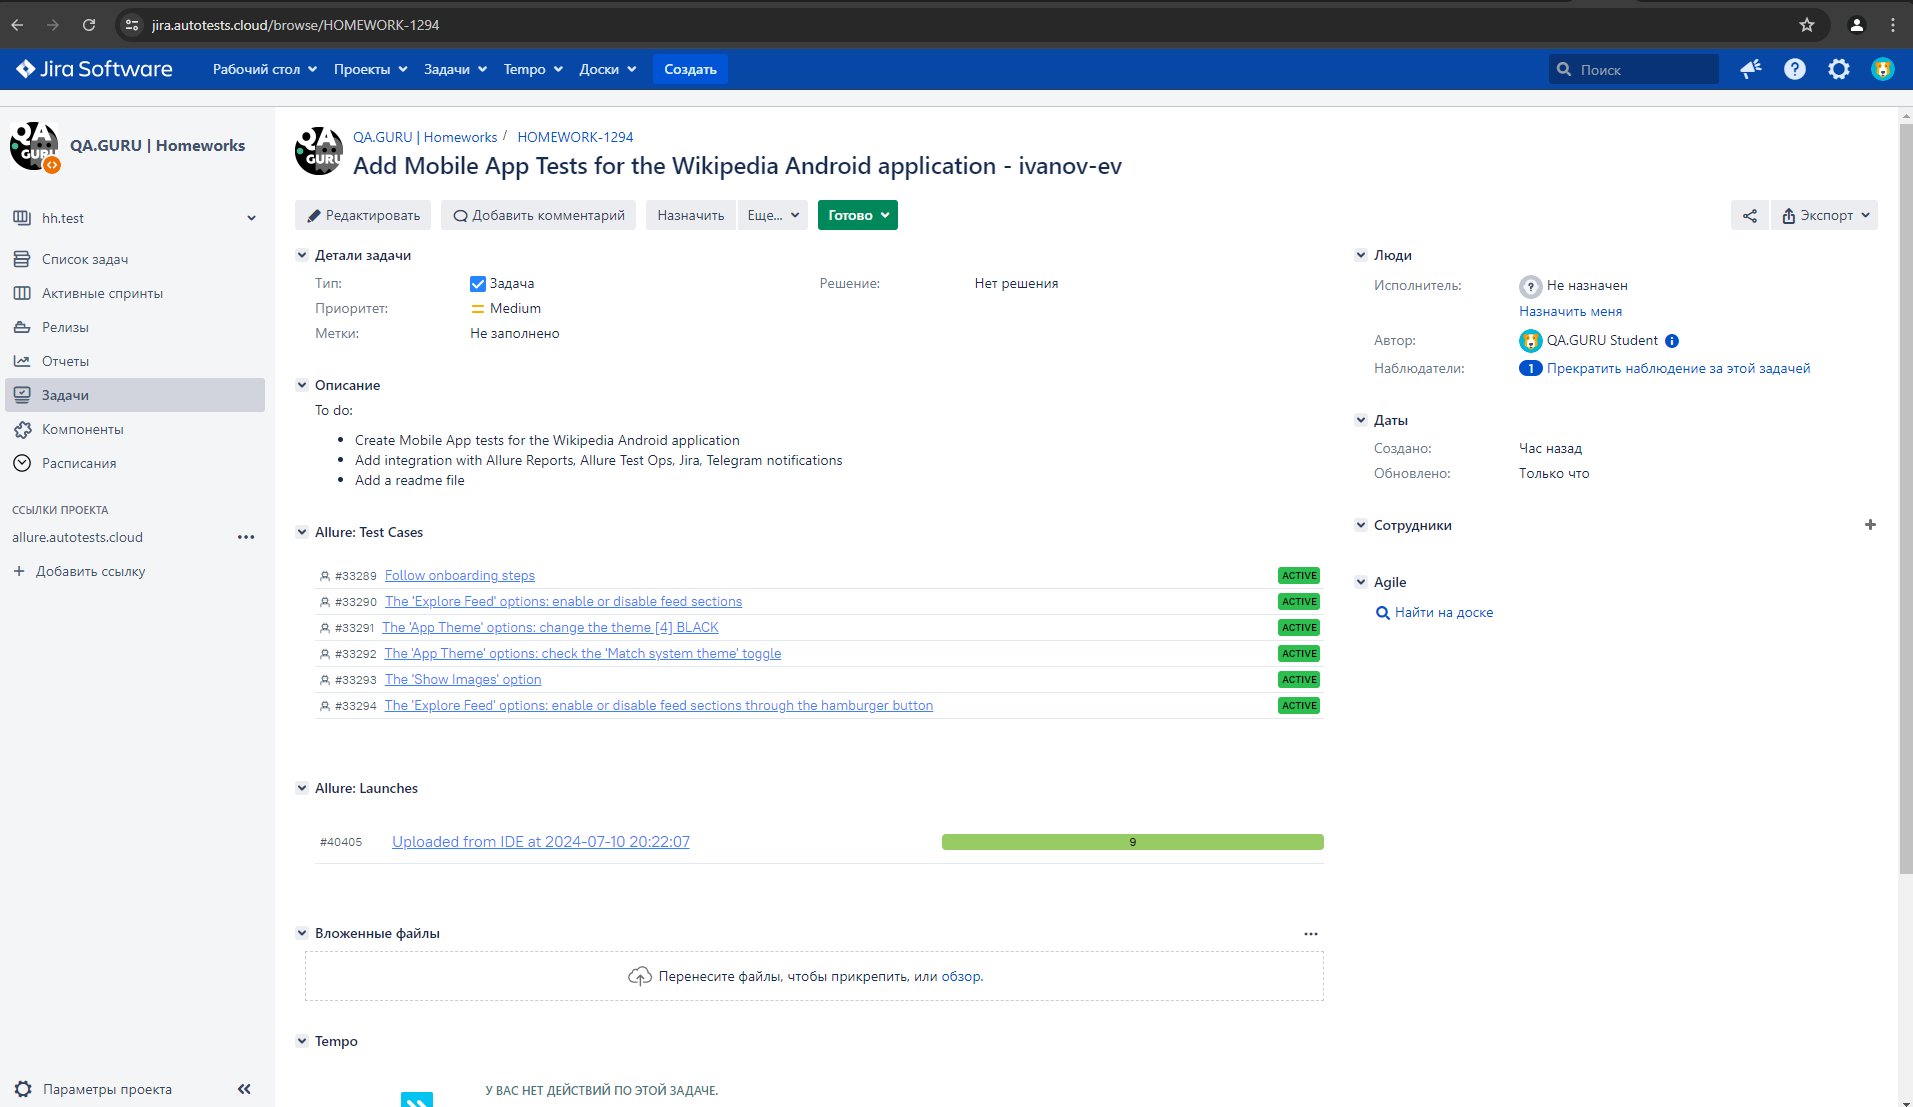 jira.autotests.cloud/browse/HOMEWORK-1294
Jira Software
Рабочий стол
Проекты
Задачи
Tempo
Доски
Создать
Поиск
QA GURU
QA.GURU | Homeworks
hh.test
Список задач
Активные спринты
Релизы
Отчеты
Задачи
Компоненты
Расписания
ССЫЛКИ ПРОЕКТА
allure.autotests.cloud
Добавить ссылку
Параметры проекта
QA GURU
QA.GURU | Homeworks / HOMEWORK-1294
Add Mobile App Tests for the Wikipedia Android application - ivanov-ev
Редактировать
Добавить комментарий
Назначить
Еще...
Готово
Экспорт
Детали задачи
Тип: Задача
Решение: Нет решения
Приоритет: Medium
Метки: Не заполнено
Описание
To do:
Create Mobile App tests for the Wikipedia Android application
Add integration with Allure Reports, Allure Test Ops, Jira, Telegram notifications
Add a readme file
Allure: Test Cases
#33289 Follow onboarding steps ACTIVE
#33290 The 'Explore Feed' options: enable or disable feed sections ACTIVE
#33291 The 'App Theme' options: change the theme [4] BLACK ACTIVE
#33292 The 'App Theme' options: check the 'Match system theme' toggle ACTIVE
#33293 The 'Show Images' option ACTIVE
#33294 The 'Explore Feed' options: enable or disable feed sections through the hamburger button ACTIVE
Allure: Launches
#40405 Uploaded from IDE at 2024-07-10 20:22:07 9
Вложенные файлы
Перенесите файлы, чтобы прикрепить, или обзор.
Tempo
У ВАС НЕТ ДЕЙСТВИЙ ПО ЭТОЙ ЗАДАЧЕ.
Люди
Исполнитель: Не назначен
Назначить меня
Автор: QA.GURU Student
Наблюдатели: 1 Прекратить наблюдение за этой задачей
Даты
Создано: Час назад
Обновлено: Только что
Сотрудники
Agile
Найти на доске